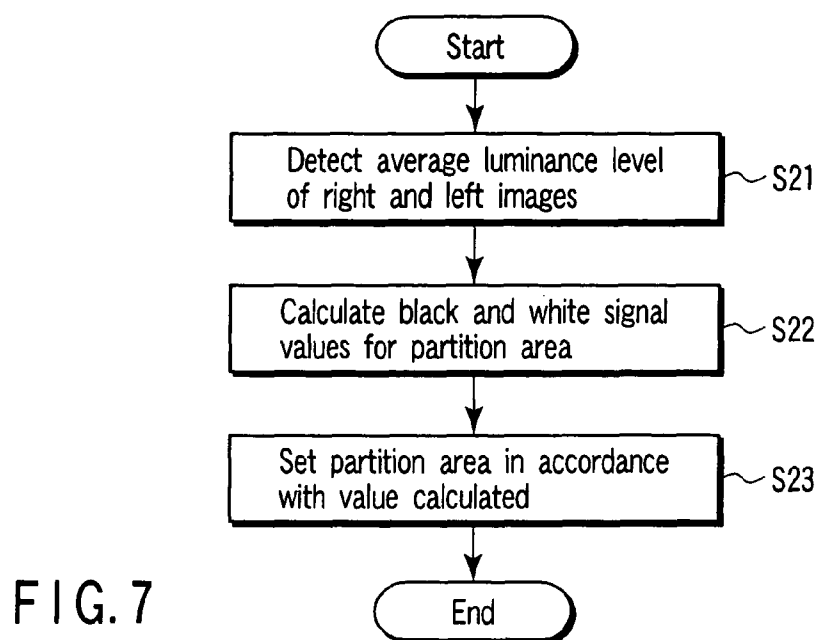 Start
Detect average luminance level
of right and left images
S21
Calculate black and white signal
values for partition area
S22
Set partition area in accordance
with value calculated
S23
End
FIG. 7